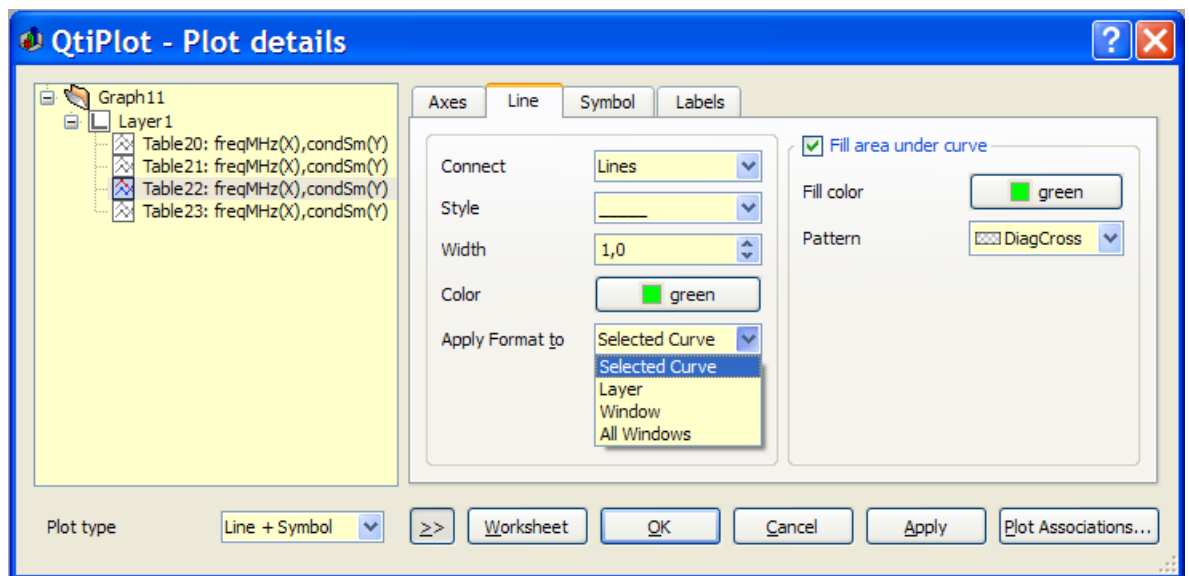 QtiPlot - Plot details
Graph11
Layer1
Table20: freqMHz(X),condSm(Y)
Table21: freqMHz(X),condSm(Y)
Table22: freqMHz(X),condSm(Y)
Table23: freqMHz(X),condSm(Y)
Axes Line Symbol Labels
Connect Lines
Style
Width 1,0
Color green
Apply Format to Selected Curve
Selected Curve
Layer
Window
All Windows
Fill area under curve
Fill color green
Pattern DiagCross
Plot type Line + Symbol >> Worksheet OK Cancel Apply Plot Associations...